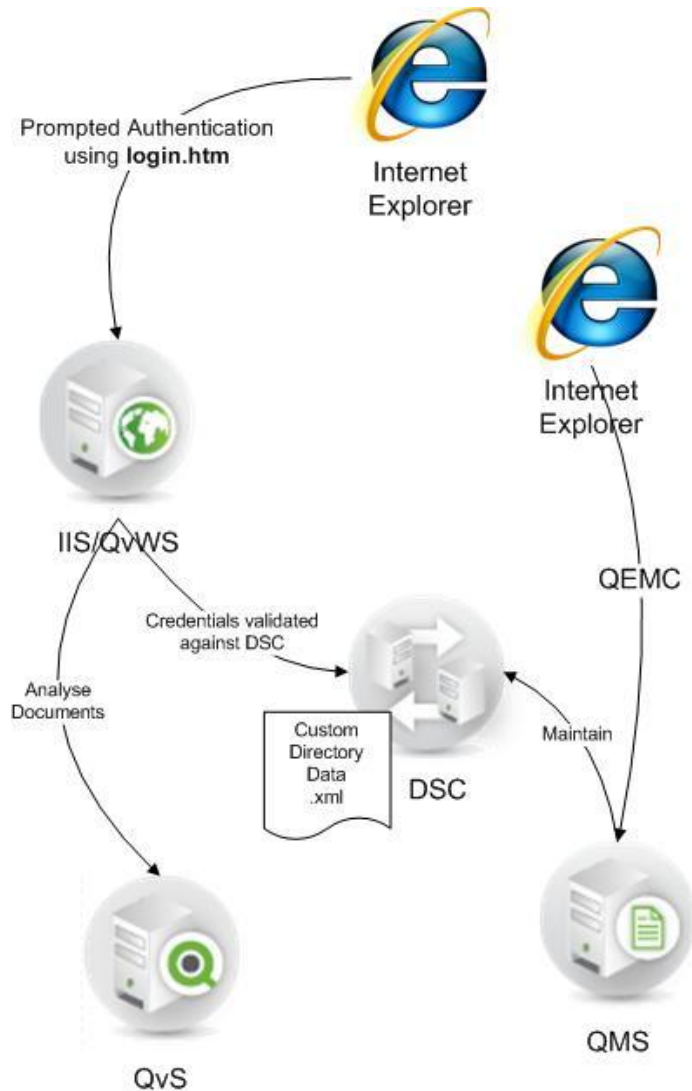 Prompted Authentication
using login.htm
Internet
Explorer
Internet
Explorer
IIS/QvWS
QEMC
Credentials validated
against DSC
Analyse
Documents
Custom
Directory
Data
.xml
DSC
Maintain
QMS
QvS